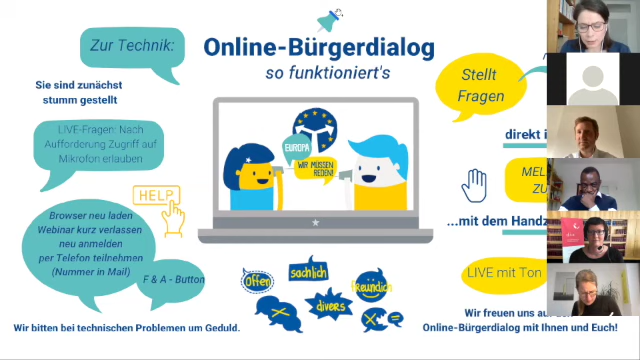 Zur Technik:
Online-Bürgerdialog
so funktioniert's
Sie sind zunächst
stumm gestellt
LIVE-Fragen: Nach
Aufforderung Zugriff auf
Mikrofon erlauben
HELP
Browser neu laden
Webinar kurz verlassen
neu anmelden
per Telefon teilnehmen
(Nummer in Mail)
F & A - Button
Wir bitten bei technischen Problemen um Geduld.
EUROPA
WIR MÜSSEN
REDEN!
Offen
sachlich
divers
Freundlich
Stellt
Fragen
direkt
...mit dem
LIVE mit Ton
Wir freuen uns auf
Online-Bürgerdialog mit Ihnen und Euch!